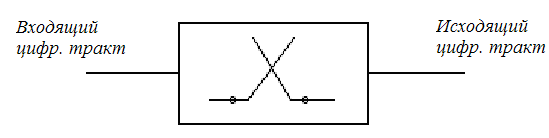 Входящий
цифр. тракт
Исходящий
цифр. тракт